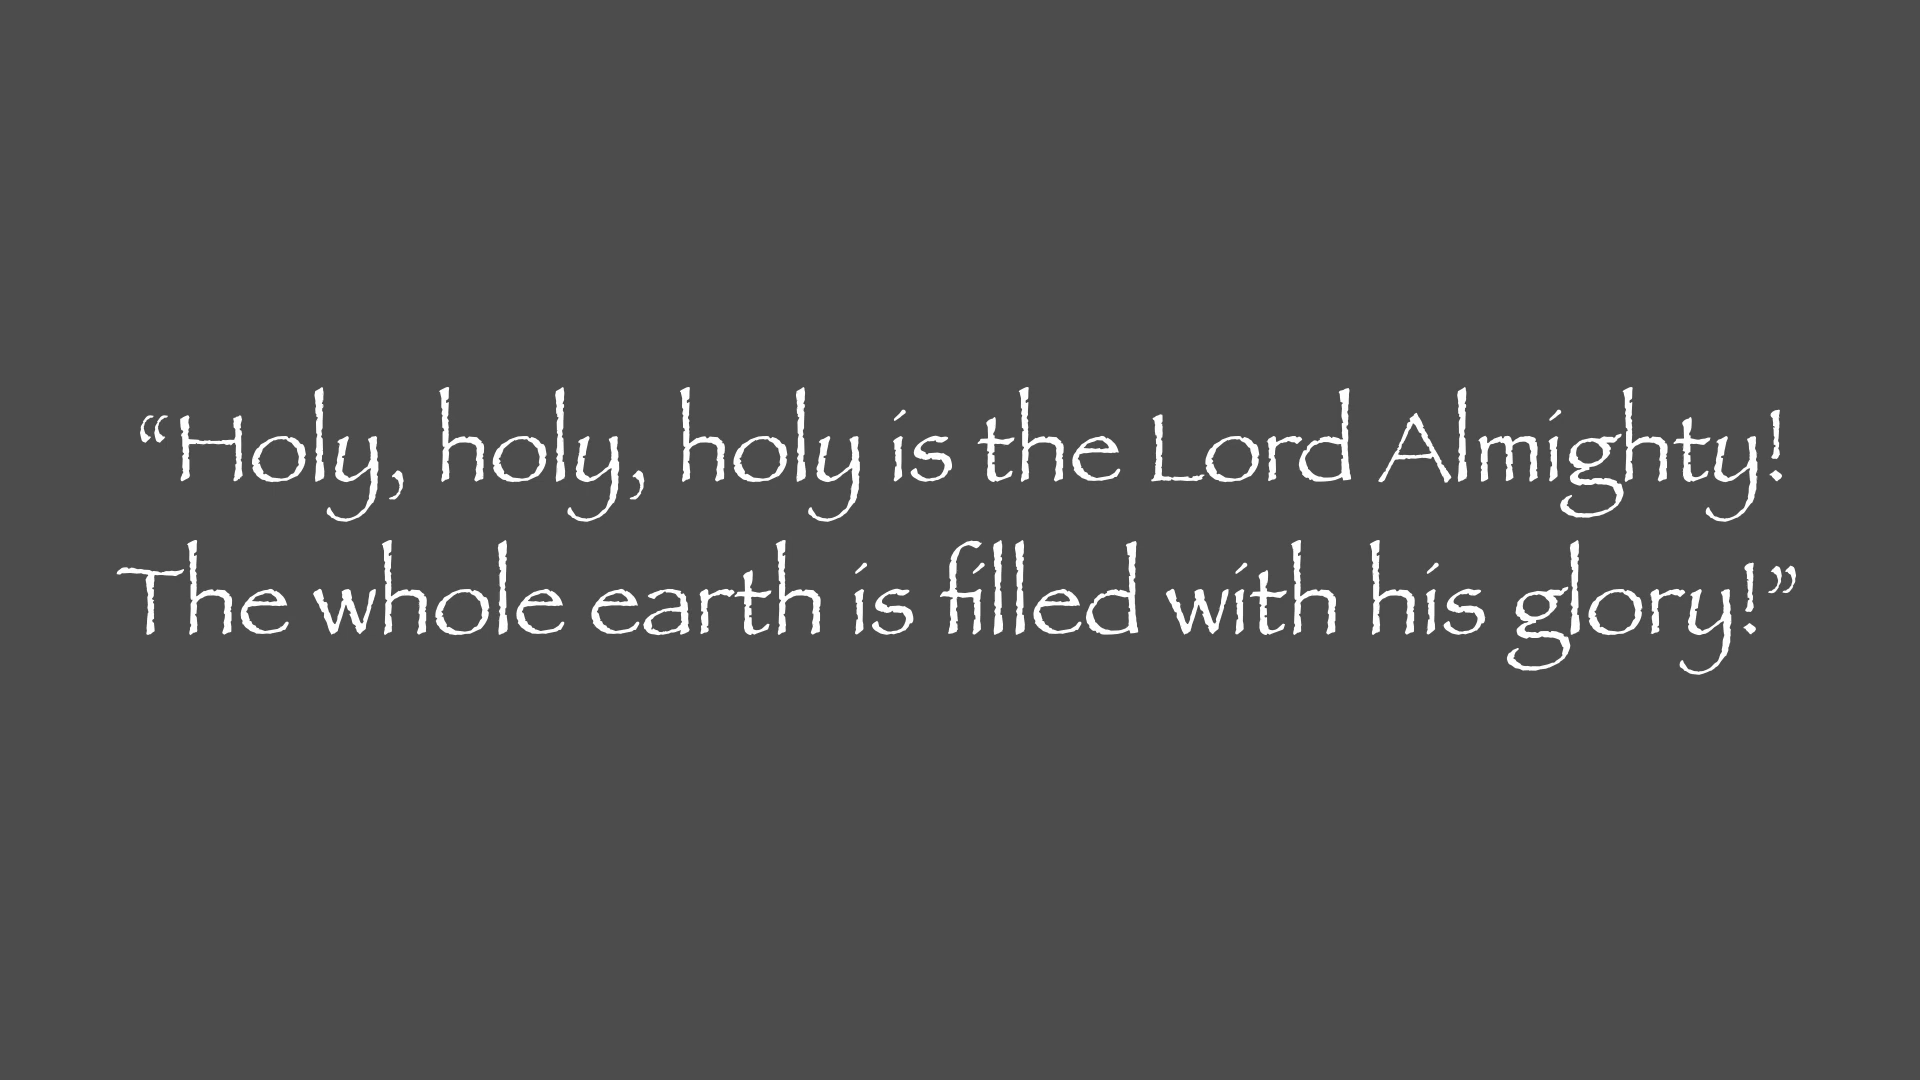 “Holy, holy, holy is the Lord Almighty!
The whole earth is filled with his glory!”